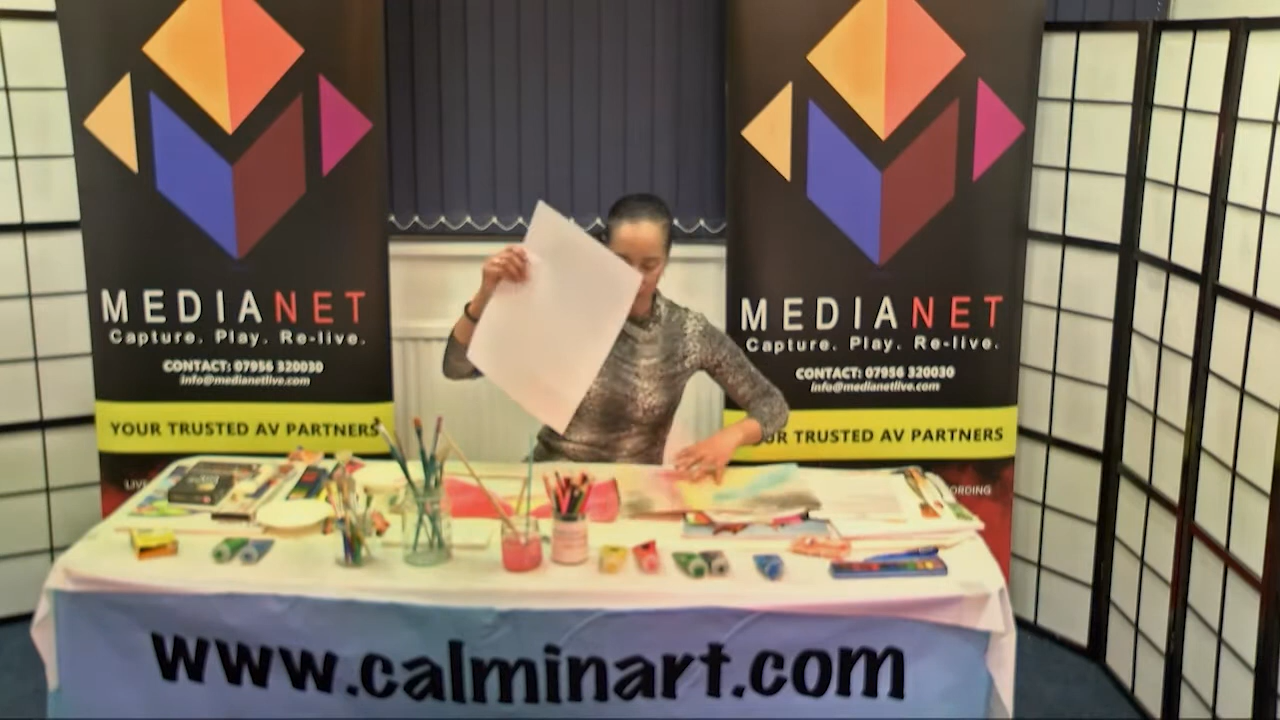 MEDIANET
Capture. Play. Re-live.
CONTACT: 07956 320030
info@medianetlive.com
YOUR TRUSTED AV PARTNERS
MEDIANET
Capture. Play. Re-live.
CONTACT: 07956 320030
info@medianetlive.com
OUR TRUSTED AV PARTNERS
www.calminart.com